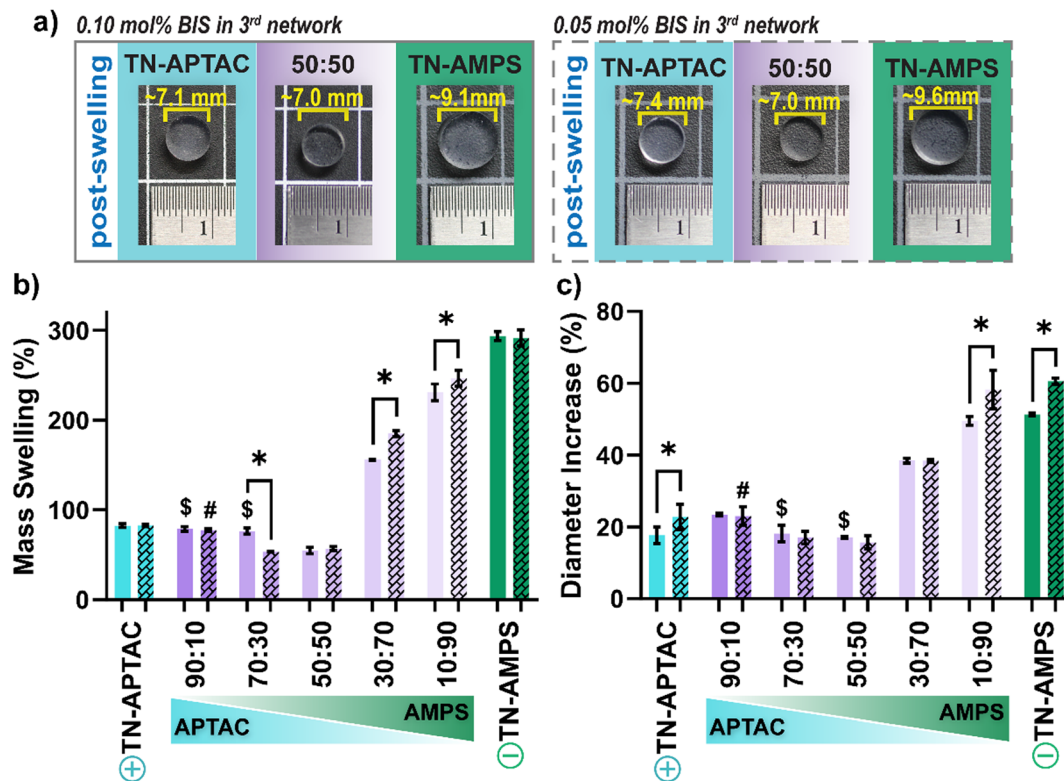 a)
0.10 mol% BIS in 3rd network
post-swelling
TN-APTAC
50:50
TN-AMPS
~7.1 mm
~7.0 mm
~9.1mm
1
1
1
0.05 mol% BIS in 3rd network
post-swelling
TN-APTAC
50:50
TN-AMPS
~7.4 mm
~7.0 mm
~9.6mm
1
1
1
b)
Mass Swelling (%)
300
200
100
0
$
#
$
*
*
*
TN-APTAC
90:10
70:30
50:50
30:70
10:90
TN-AMPS
+
−
APTAC
AMPS
c)
Diameter Increase (%)
80
60
40
20
0
*
#
$
$
*
*
TN-APTAC
90:10
70:30
50:50
30:70
10:90
TN-AMPS
+
−
APTAC
AMPS